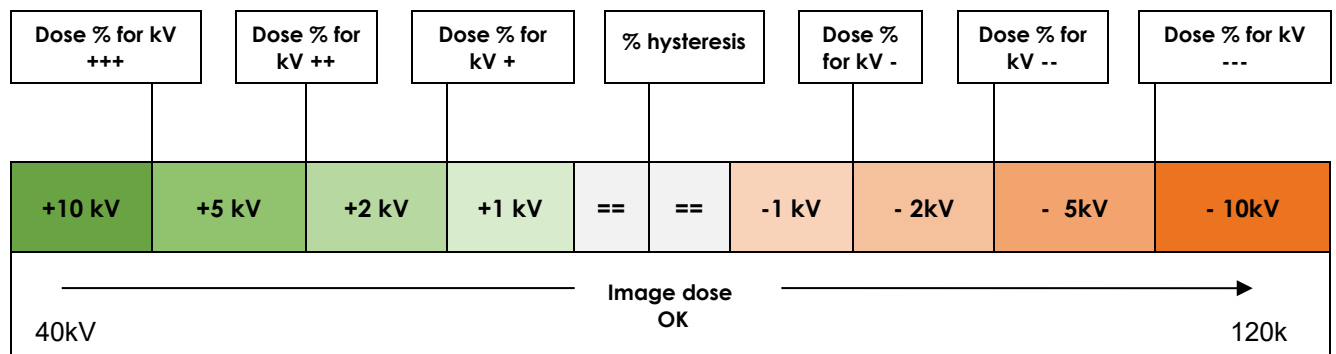 Dose % for kV
+++
Dose % for
kV ++
Dose % for
kV +
% hysteresis
Dose %
for kV -
Dose % for
kV --
Dose % for kV
---
+10 kV
+5 kV
+2 kV
+1 kV
==
==
-1 kV
- 2kV
- 5kV
- 10kV
Image dose
OK
40kV
120k